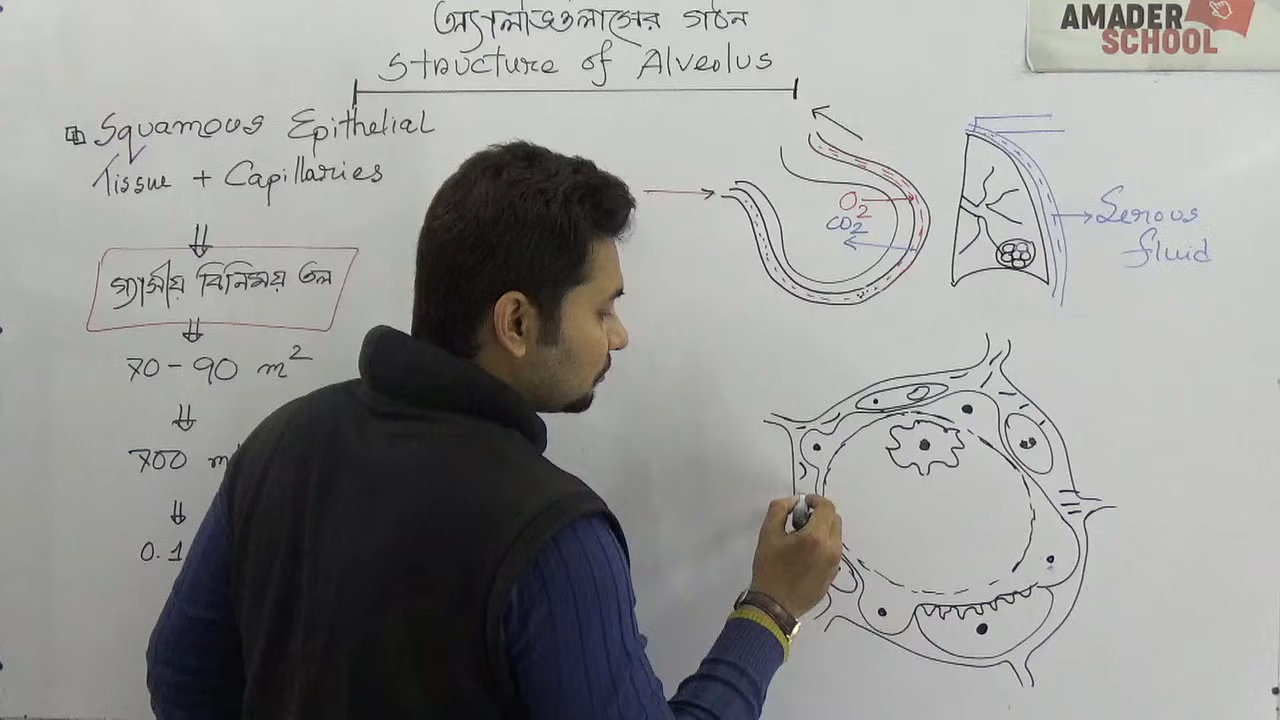 অ্যালভিওলাসের গঠন
Structure of Alveolus
AMADER
SCHOOL
Squamous Epithelial
Tissue + Capillaries
গ্যাসীয় বিনিময় তল
70-90 m²
700
0.1
O₂
CO₂
Serous
fluid